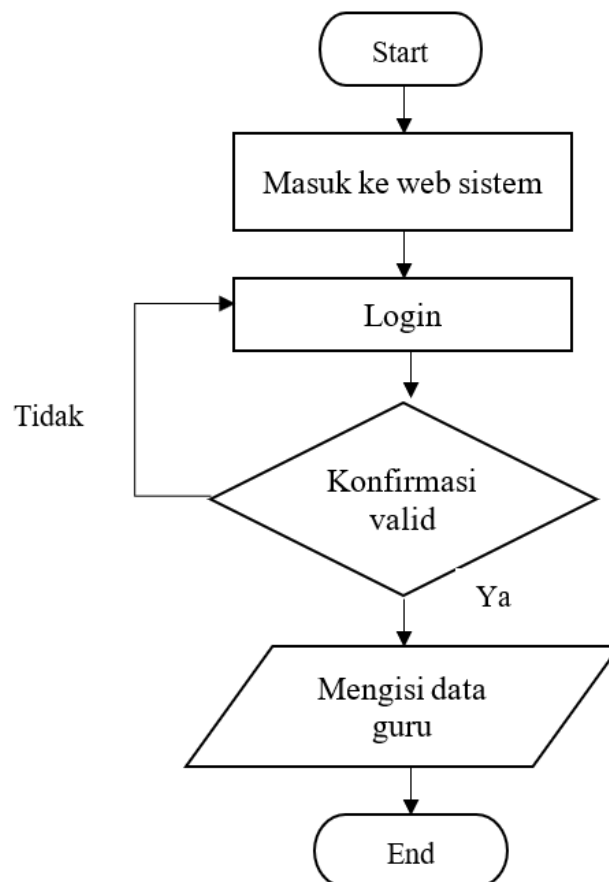 Start
Masuk ke web sistem
Login
Tidak
Konfirmasi
valid
Ya
Mengisi data
guru
End